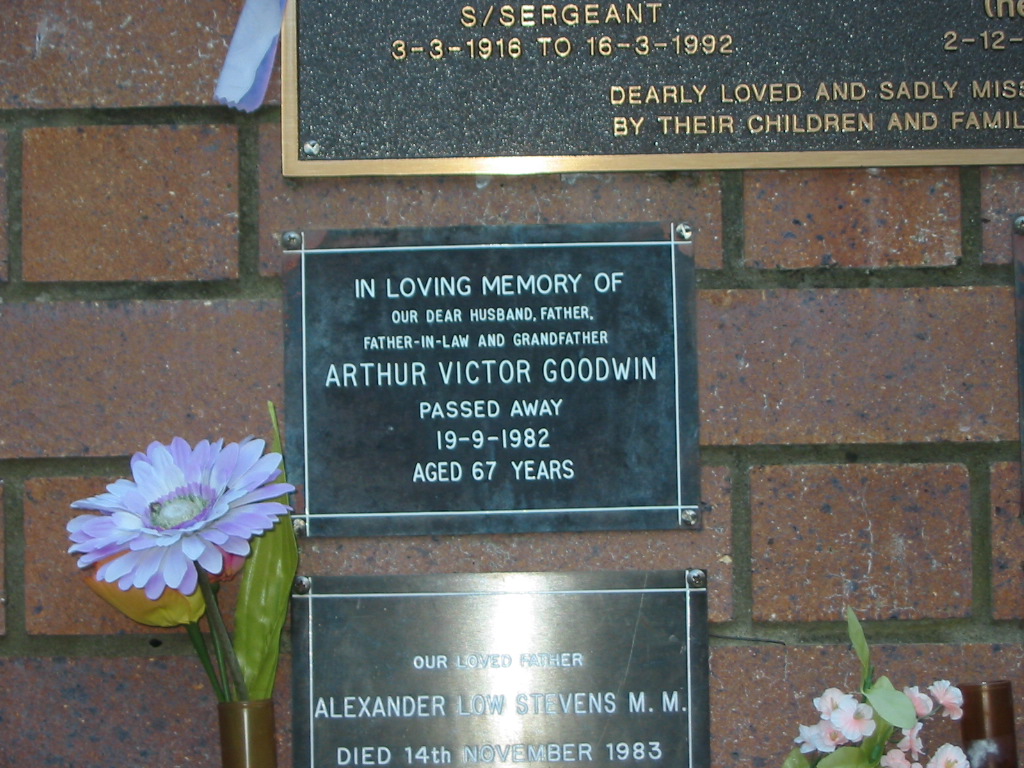 S/SERGEANT
3-3-1916 TO 16-3-1992
2-12-
DEARLY LOVED AND SADLY MISS
BY THEIR CHILDREN AND FAMIL
IN LOVING MEMORY OF
OUR DEAR HUSBAND, FATHER,
FATHER-IN-LAW AND GRANDFATHER
ARTHUR VICTOR GOODWIN
PASSED AWAY
19-9-1982
AGED 67 YEARS
OUR LOVED FATHER
ALEXANDER LOW STEVENS M. M.
DIED 14th NOVEMBER 1983